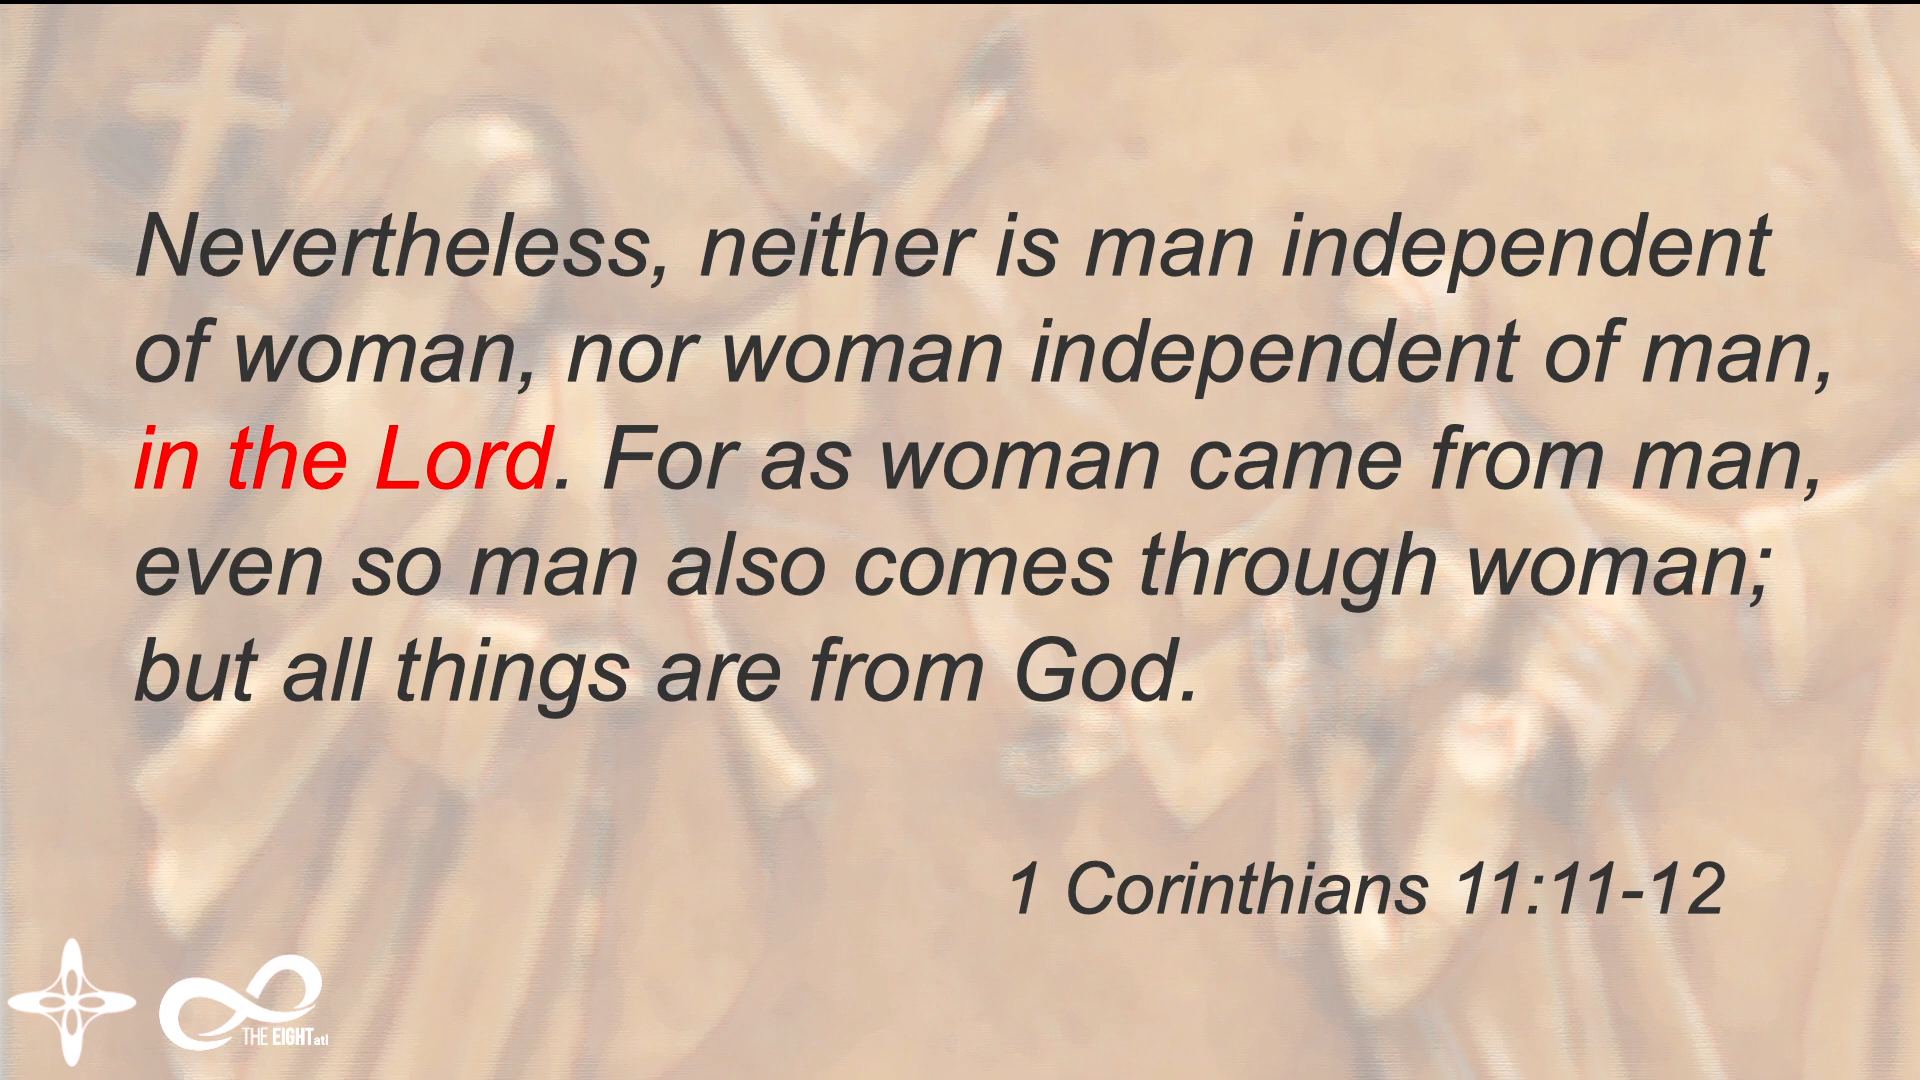 Nevertheless, neither is man independent
of woman, nor woman independent of man,
in the Lord. For as woman came from man,
even so man also comes through woman;
but all things are from God.
1 Corinthians 11:11-12
THE EIGHTatl